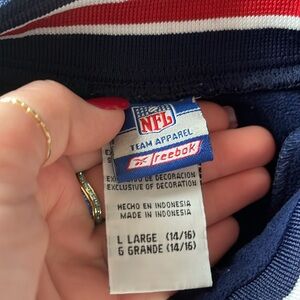 NFL
TEAM APPAREL
Reebok
DE DECORACION
EXCLUSIVE OF DECORATION
HECHO EN INDONESIA
MADE IN INDONESIA
L LARGE (14/16)
G GRANDE (14/16)